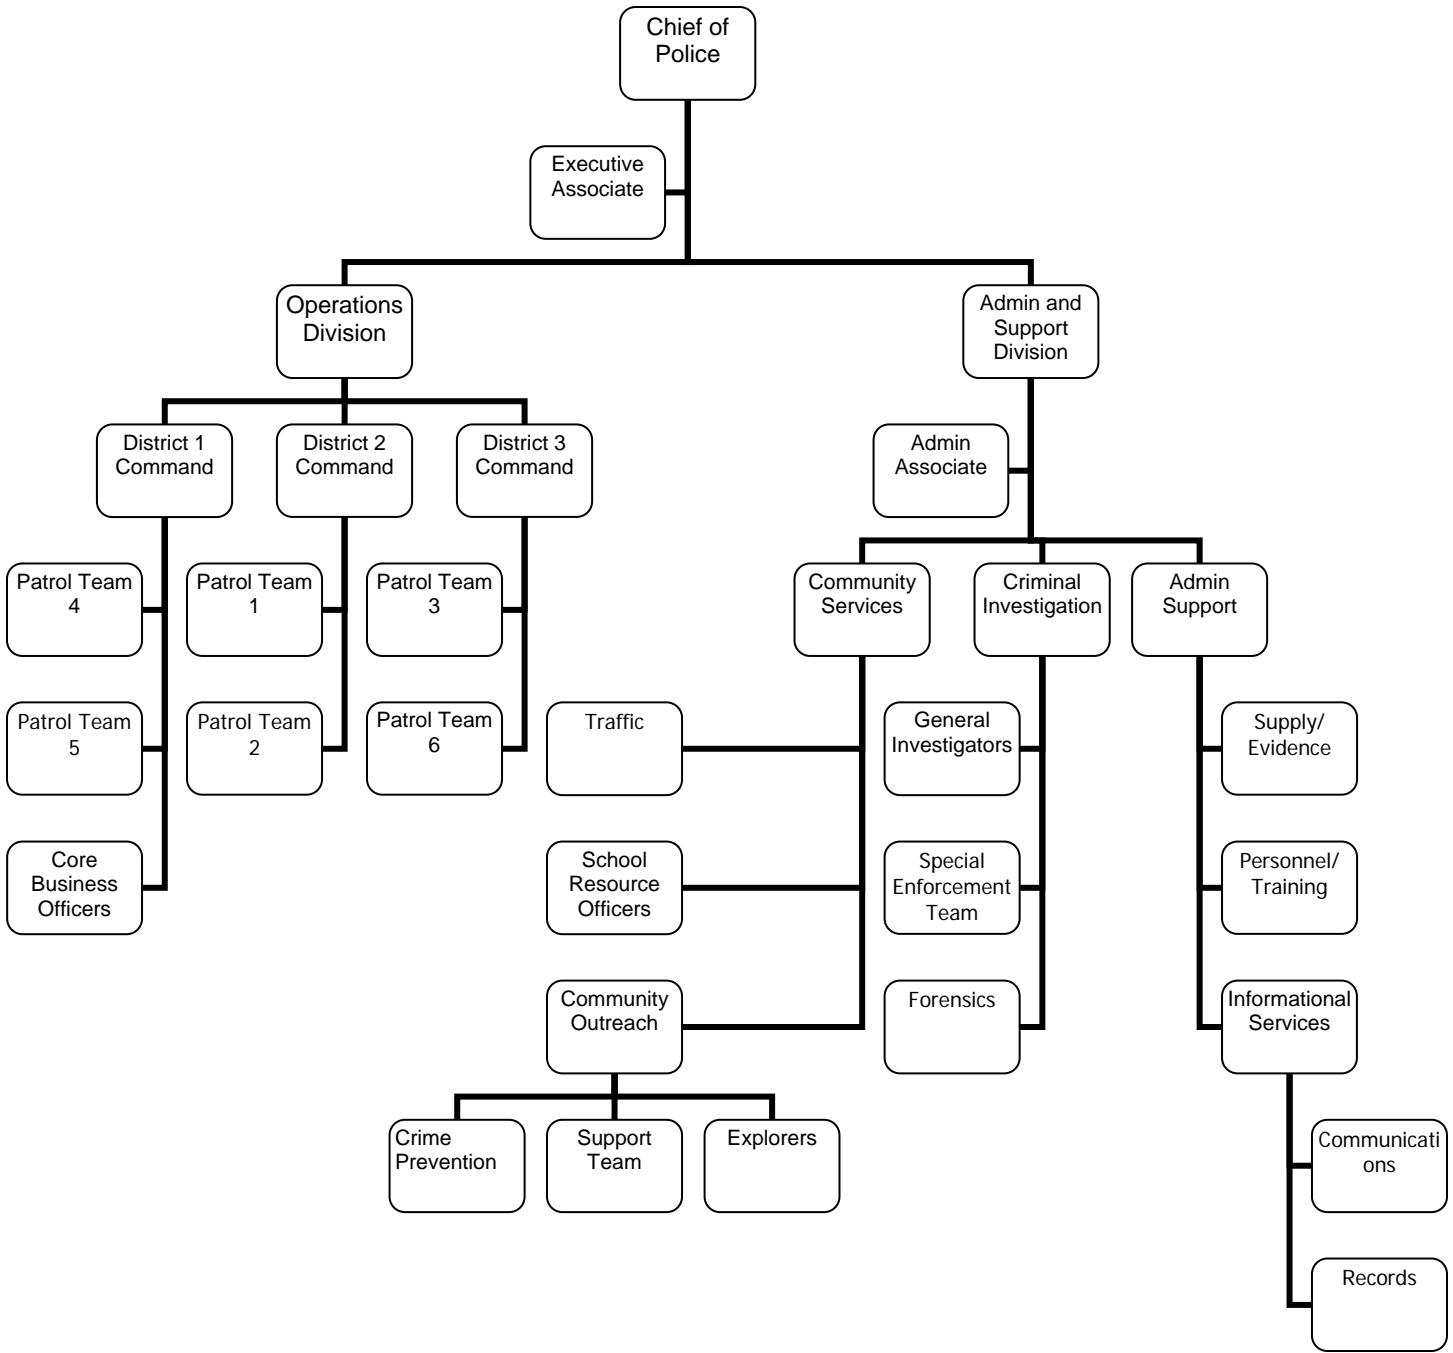 Chief of
Police
Executive
Associate
Operations
Division
Admin and
Support
Division
District 1
Command
District 2
Command
District 3
Command
Admin
Associate
Patrol Team
4
Patrol Team
1
Patrol Team
3
Community
Services
Criminal
Investigation
Admin
Support
Patrol Team
5
Patrol Team
2
Patrol Team
6
Traffic
General
Investigators
Supply/
Evidence
Core
Business
Officers
School
Resource
Officers
Special
Enforcement
Team
Personnel/
Training
Community
Outreach
Forensics
Informational
Services
Crime
Prevention
Support
Team
Explorers
Communicati
ons
Records